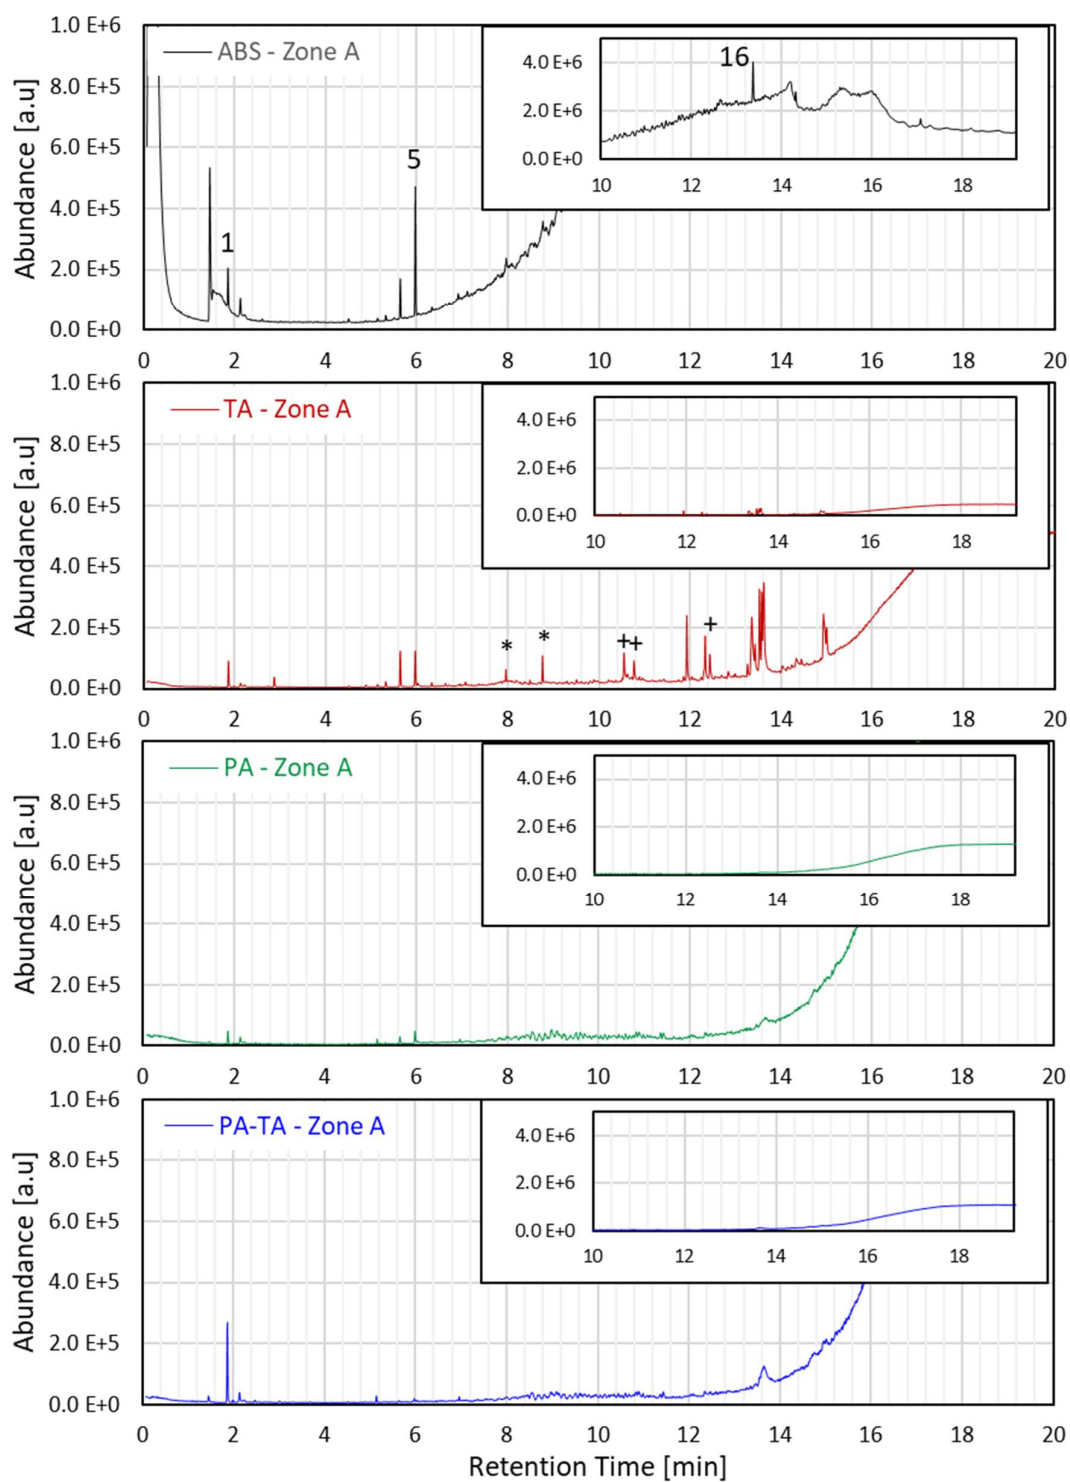 1.0 E+6
ABS - Zone A
8.0 E+5
6.0 E+5
4.0 E+5
2.0 E+5
0.0 E+0
Abundance [a.u]
1
5
16
4.0 E+6
2.0 E+6
0.0 E+0
10 12 14 16 18
0 2 4 6 8 10 12 14 16 18 20
1.0 E+6
TA - Zone A
8.0 E+5
6.0 E+5
4.0 E+5
2.0 E+5
0.0 E+0
Abundance [a.u]
* * ++ +
4.0 E+6
2.0 E+6
0.0 E+0
10 12 14 16 18
0 2 4 6 8 10 12 14 16 18 20
1.0 E+6
PA - Zone A
8.0 E+5
6.0 E+5
4.0 E+5
2.0 E+5
0.0 E+0
Abundance [a.u]
4.0 E+6
2.0 E+6
0.0 E+0
10 12 14 16 18
0 2 4 6 8 10 12 14 16 18 20
1.0 E+6
PA-TA - Zone A
8.0 E+5
6.0 E+5
4.0 E+5
2.0 E+5
0.0 E+0
Abundance [a.u]
4.0 E+6
2.0 E+6
0.0 E+0
10 12 14 16 18
0 2 4 6 8 10 12 14 16 18 20
Retention Time [min]